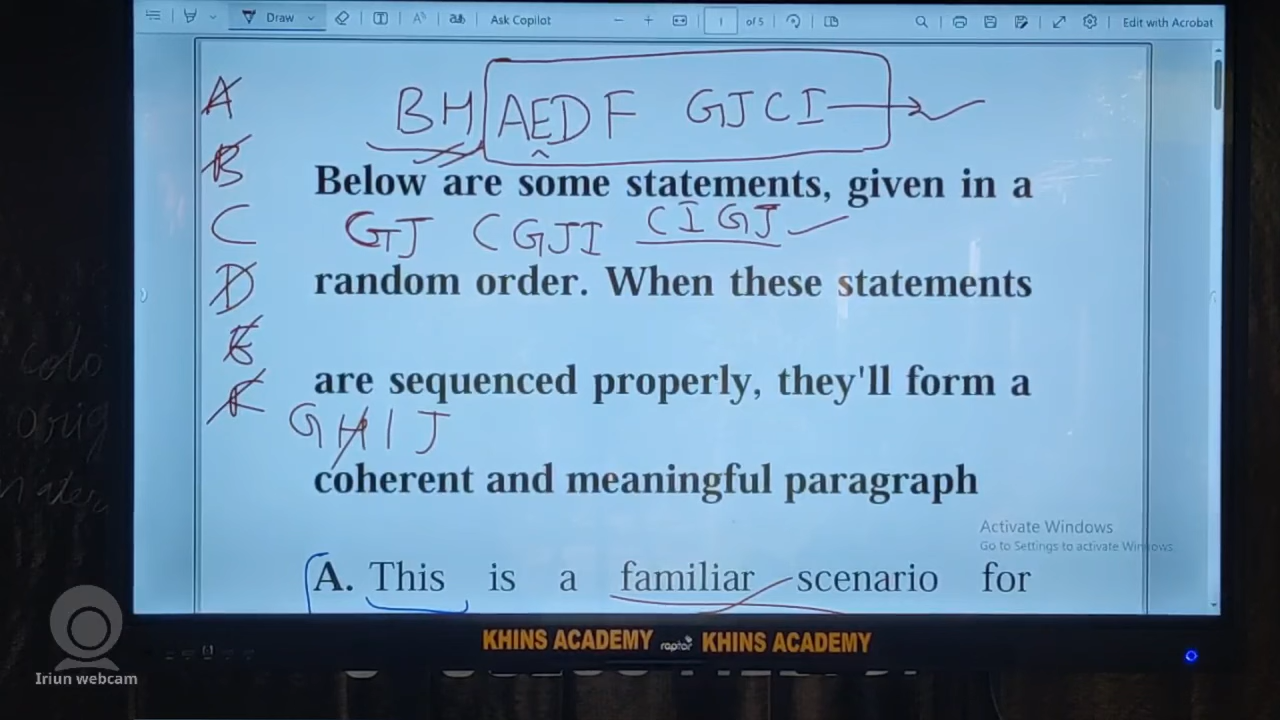 Draw
Ask Copilot
1 of 5
Edit with Acrobat
A
B
C
D
E
F
BH AEDF GJCI
Below are some statements, given in a
GJ CGJI CIGJ
random order. When these statements
are sequenced properly, they'll form a
GHIJ
coherent and meaningful paragraph
Activate Windows
Go to Settings to activate Windows.
A. This is a familiar scenario for
KHINS ACADEMY raptor KHINS ACADEMY
Iriun webcam